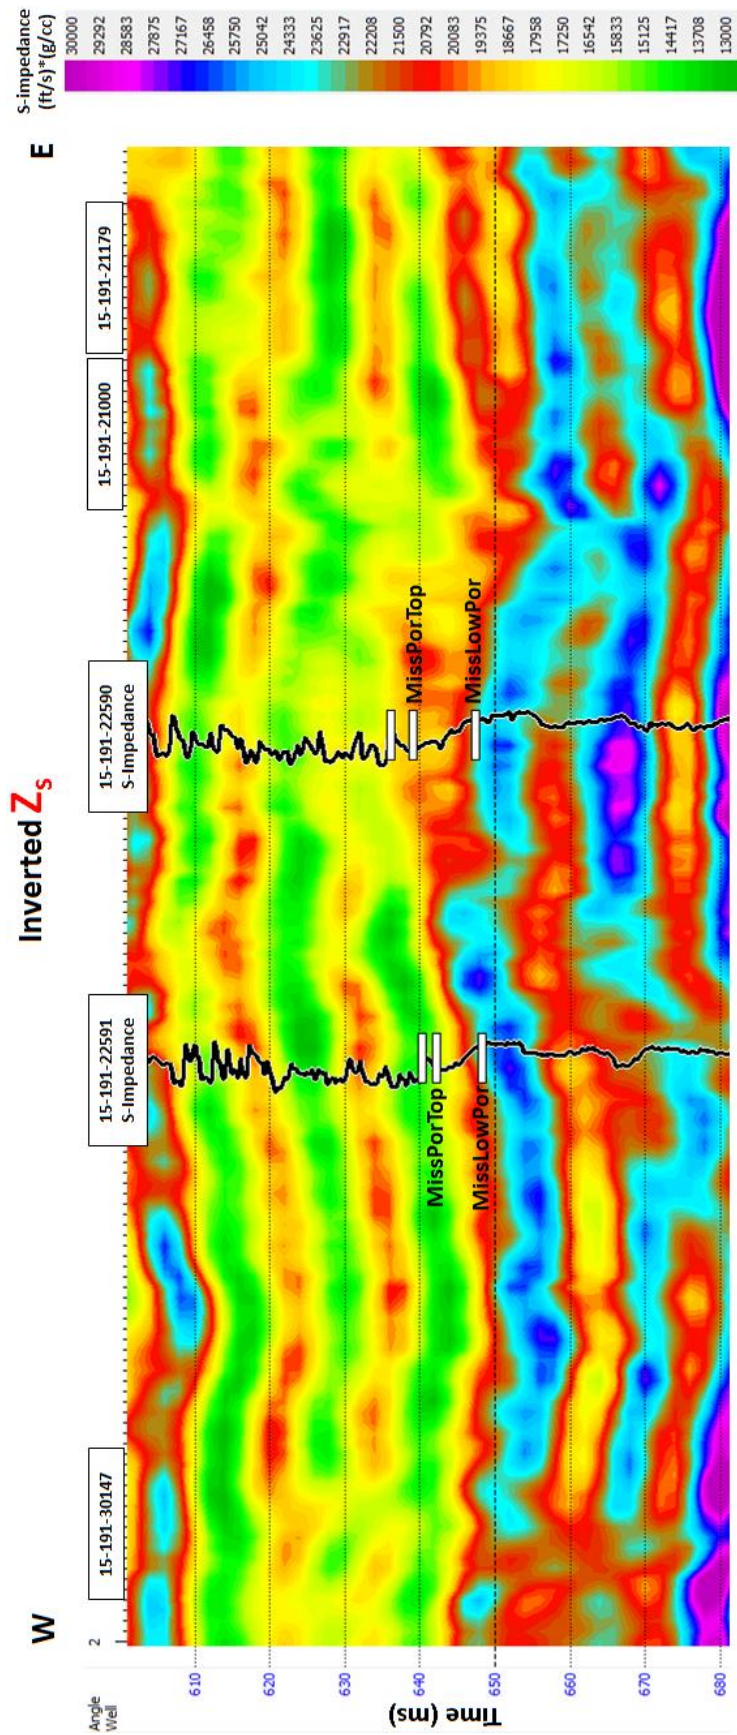 Inverted Zs
W
E
S-impedance
(ft/s)*(g/cc)
30000
29292
28583
27875
27167
26458
25750
25042
24333
23625
22917
22208
21500
20792
20083
19375
18667
17958
17250
16542
15833
15125
14417
13708
13000
Angle
Well
2
15-191-30147
15-191-22591
S-Impedance
15-191-22590
S-Impedance
15-191-21000
15-191-21179
Time (ms)
610
620
630
640
650
660
670
680
MissPorTop
MissLowPor
MissPorTop
MissLowPor